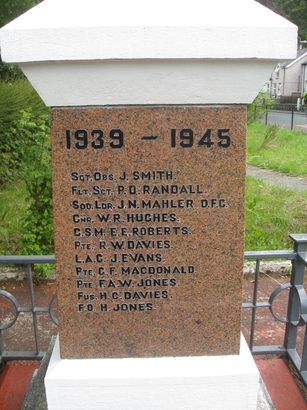 1939 - 1945
SGT. OBS. J. SMITH.
FLT SGT. P. D. RANDALL.
SQD. LDR. J. N. MAHLER D.F.C.
GNR. W. R. HUGHES.
C.S.M. E. E. ROBERTS.
PTE. R. W. DAVIES.
L.A.C. J. EVANS.
PTE. C. F. MACDONALD.
PTE F. A. W. JONES.
FUS. H. G. DAVIES.
F.O. H. JONES.